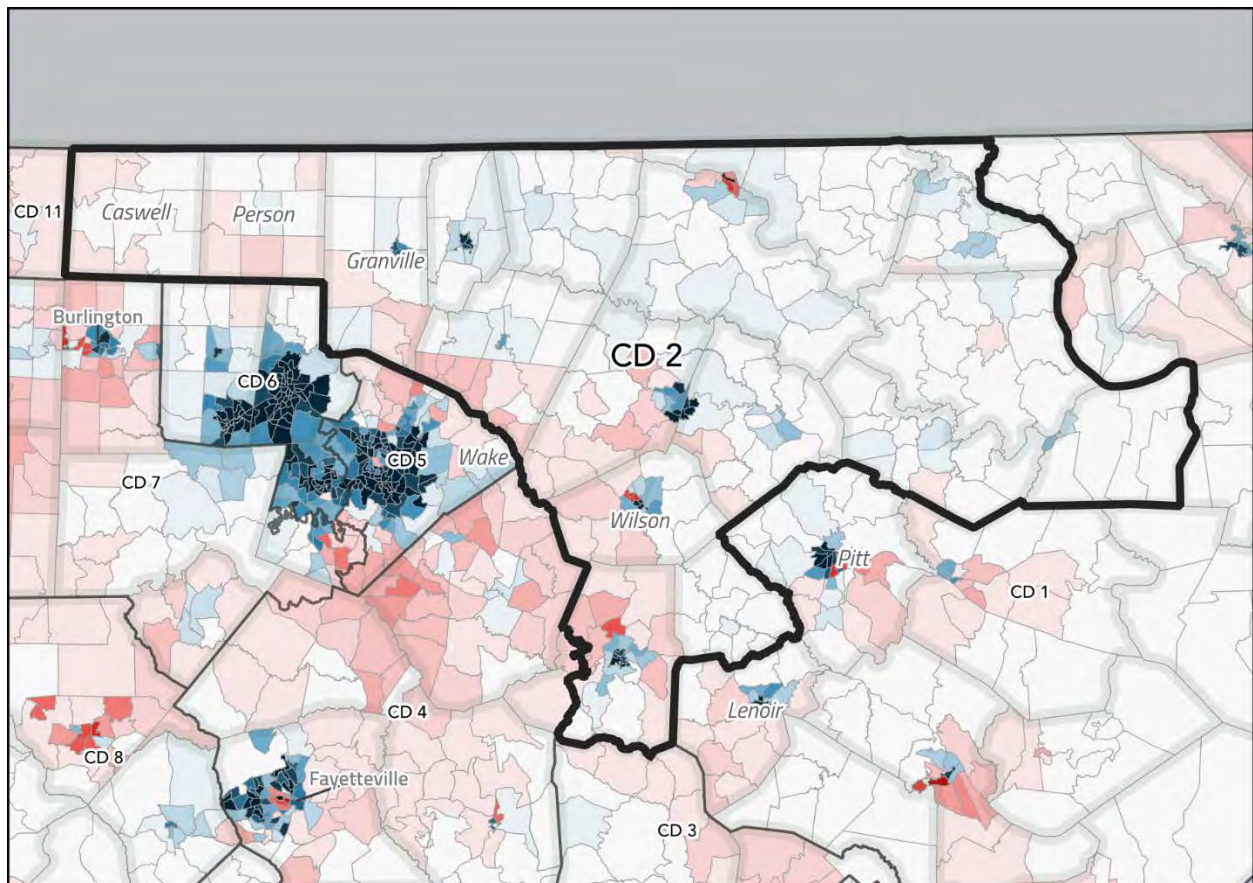 CD 11
Caswell
Person
Granville
Burlington
CD 2
CD 6
CD 5
Wake
CD 7
Wilson
Pitt
CD 1
CD 4
Lenoir
CD 8
Fayetteville
CD 3